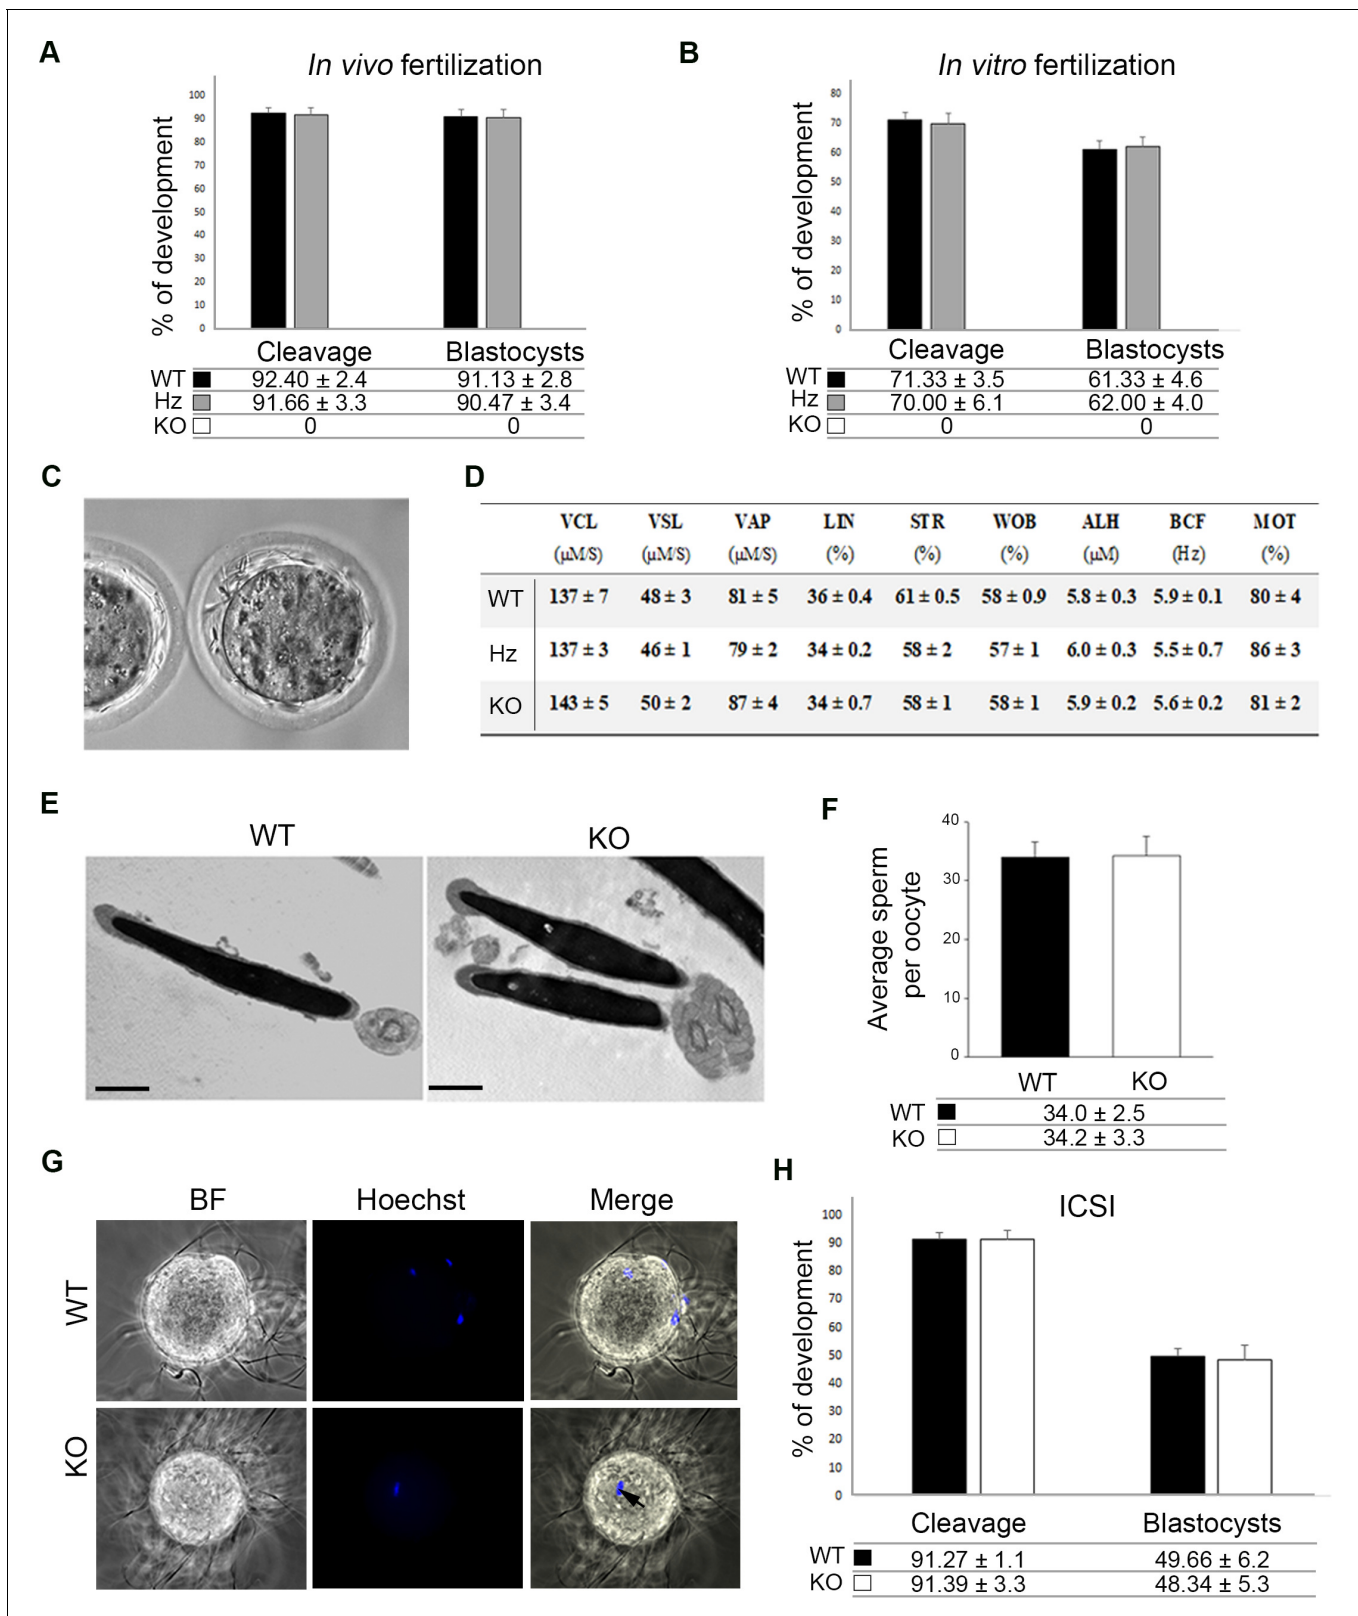 A
In vivo fertilization
% of development
100
90
80
70
60
50
40
30
20
10
0
Cleavage Blastocysts
WT 92.40 ± 2.4 91.13 ± 2.8
Hz 91.66 ± 3.3 90.47 ± 3.4
KO 0 0
B
In vitro fertilization
% of development
80
70
60
50
40
30
20
10
0
Cleavage Blastocysts
WT 71.33 ± 3.5 61.33 ± 4.6
Hz 70.00 ± 6.1 62.00 ± 4.0
KO 0 0
C
D
VCL VSL VAP LIN STR WOB ALH BCF MOT
(µM/S) (µM/S) (µM/S) (%) (%) (%) (µM) (Hz) (%)
WT 137 ± 7 48 ± 3 81 ± 5 36 ± 0.4 61 ± 0.5 58 ± 0.9 5.8 ± 0.3 5.9 ± 0.1 80 ± 4
Hz 137 ± 3 46 ± 1 79 ± 2 34 ± 0.2 58 ± 2 57 ± 1 6.0 ± 0.3 5.5 ± 0.7 86 ± 3
KO 143 ± 5 50 ± 2 87 ± 4 34 ± 0.7 58 ± 1 58 ± 1 5.9 ± 0.2 5.6 ± 0.2 81 ± 2
E
WT KO
F
Average sperm
per oocyte
40
30
20
10
0
WT KO
WT 34.0 ± 2.5
KO 34.2 ± 3.3
G
BF Hoechst Merge
WT
KO
H
ICSI
% of development
100
90
80
70
60
50
40
30
20
10
0
Cleavage Blastocysts
WT 91.27 ± 1.1 49.66 ± 6.2
KO 91.39 ± 3.3 48.34 ± 5.3